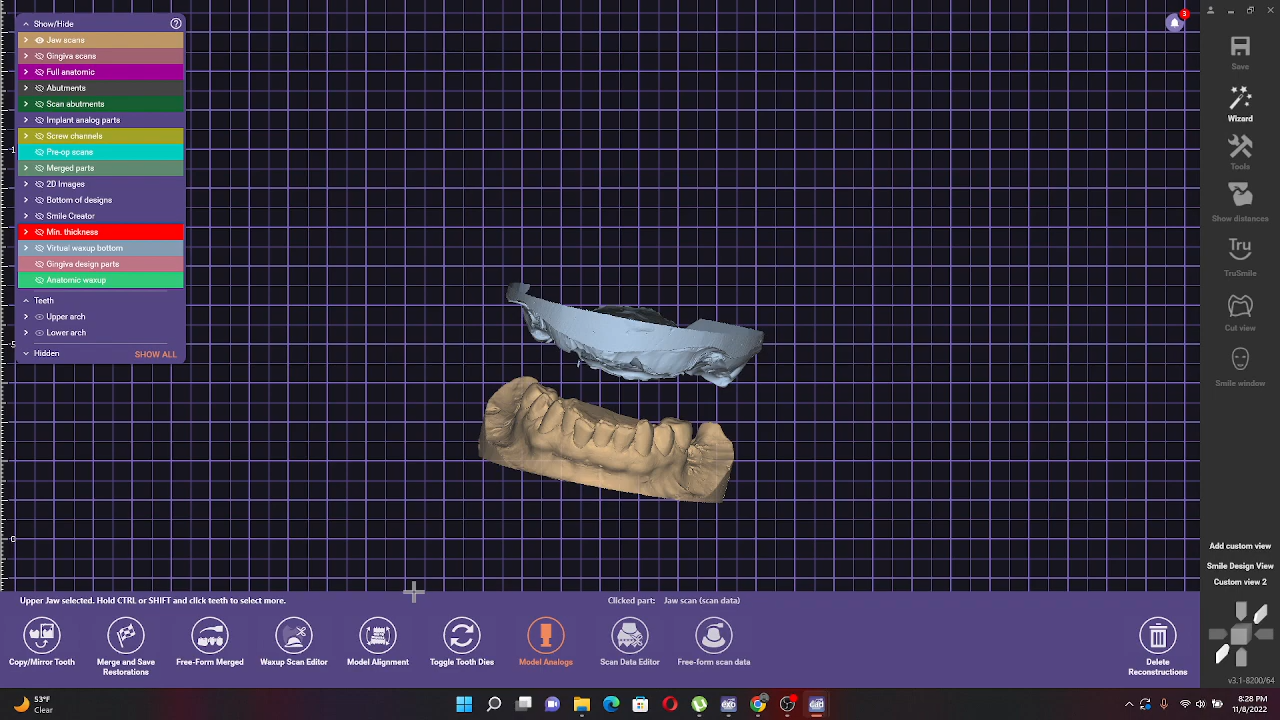 Show/Hide
Jaw scans
Gingiva scans
Full anatomic
Abutments
Scan abutments
Implant analog parts
Screw channels
Pre-op scans
Merged parts
2D Images
Bottom of designs
Smile Creator
Min. thickness
Virtual waxup bottom
Gingiva design parts
Anatomic waxup
Teeth
Upper arch
Lower arch
Hidden SHOW ALL
3
Save
Wizard
Tools
Show distances
Tru
TruSmile
Cut view
Smile window
Add custom view
Smile Design View
Custom view 2
Upper Jaw selected. Hold CTRL or SHIFT and click teeth to select more.
Clicked part: Jaw scan (scan data)
Copy/Mirror Tooth
Merge and Save
Restorations
Free-Form Merged
Waxup Scan Editor
Model Alignment
Toggle Tooth Dies
Model Analogs
Scan Data Editor
Free-form scan data
Delete
Reconstructions
v3.1-8200/64
53°F
Clear
8:28 PM
11/8/2022